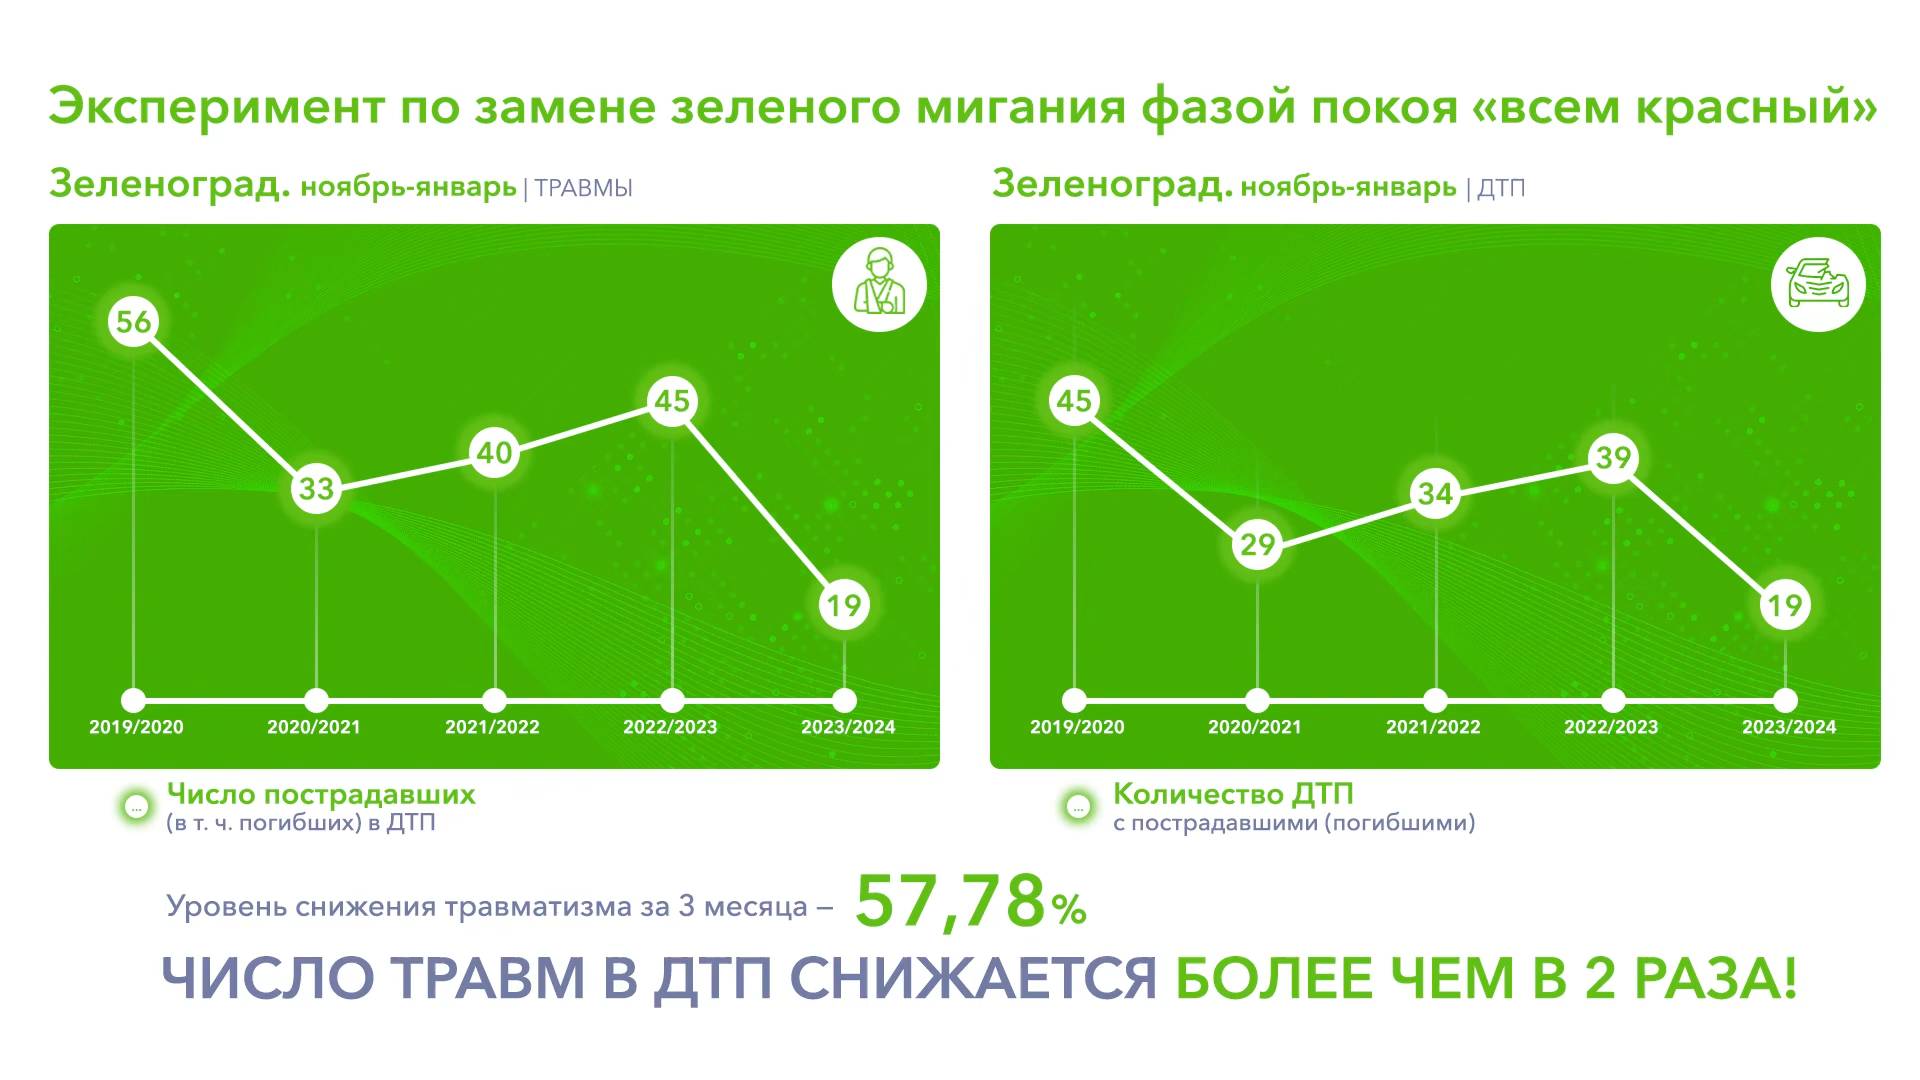 Эксперимент по замене зеленого мигания фазой покоя «всем красный»
Зеленоград. ноябрь-январь | ТРАВМЫ
56
33
40
45
19
2019/2020 2020/2021 2021/2022 2022/2023 2023/2024
... Число пострадавших
(в т. ч. погибших) в ДТП
Зеленоград. ноябрь-январь | ДТП
45
29
34
39
19
2019/2020 2020/2021 2021/2022 2022/2023 2023/2024
... Количество ДТП
с пострадавшими (погибшими)
Уровень снижения травматизма за 3 месяца – 57,78%
ЧИСЛО ТРАВМ В ДТП СНИЖАЕТСЯ БОЛЕЕ ЧЕМ В 2 РАЗА!